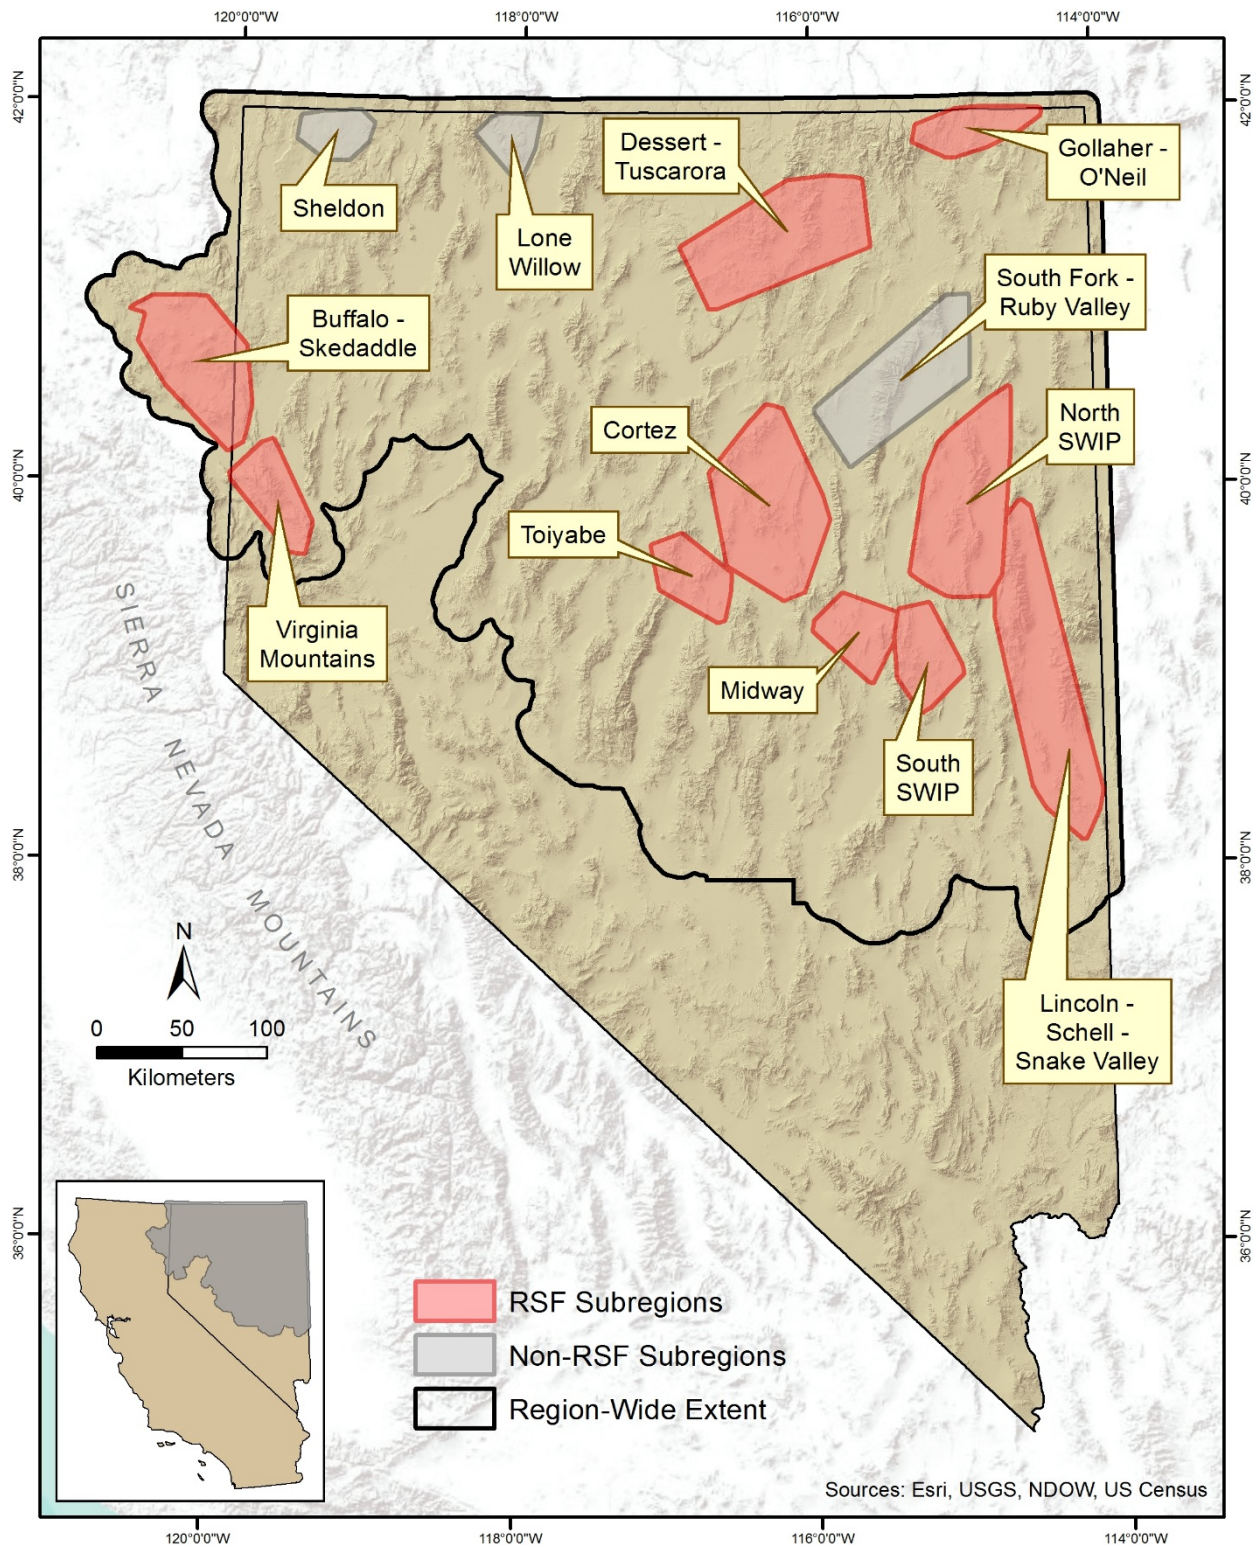 120°0'0"W
118°0'0"W
116°0'0"W
114°0'0"W
42°0'0"N
42°0'0"N
Dessert -
Tuscarora
Gollaher -
O'Neil
Sheldon
Lone
Willow
South Fork -
Ruby Valley
Buffalo -
Skedaddle
Cortez
North
SWIP
40°0'0"N
40°0'0"N
Toiyabe
Virginia
Mountains
Midway
South
SWIP
SIERRA
NEVADA
MOUNTAINS
38°0'0"N
38°0'0"N
N
0 50 100
Kilometers
Lincoln -
Schell -
Snake Valley
36°0'0"N
36°0'0"N
RSF Subregions
Non-RSF Subregions
Region-Wide Extent
Sources: Esri, USGS, NDOW, US Census
120°0'0"W
118°0'0"W
116°0'0"W
114°0'0"W